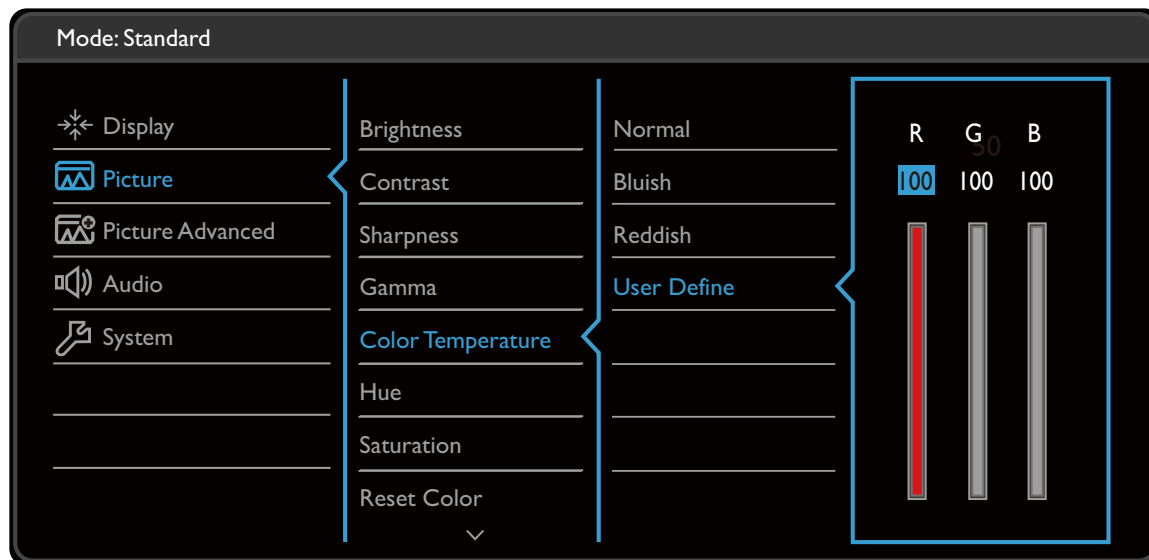 Mode: Standard
Display
Picture
Picture Advanced
Audio
System
Brightness
Contrast
Sharpness
Gamma
Color Temperature
Hue
Saturation
Reset Color
Normal
Bluish
Reddish
User Define
R G B
50
100 100 100